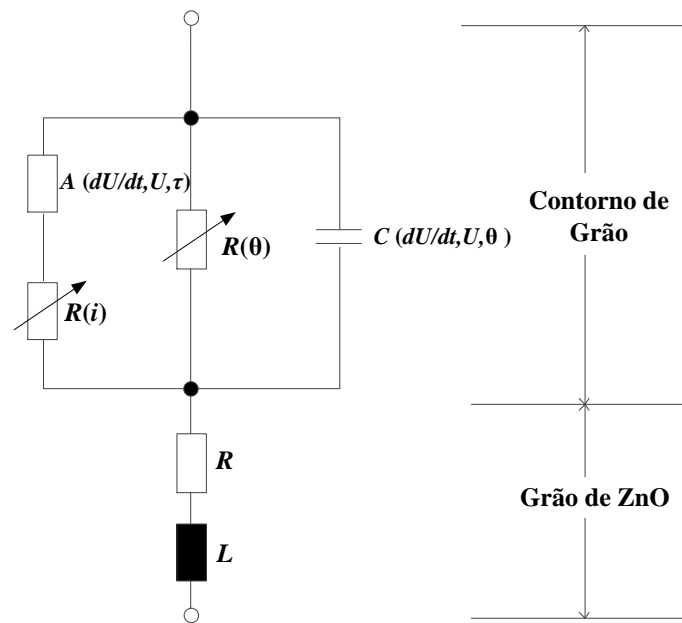 A (dU/dt,U,τ)
R(i)
R(θ)
C (dU/dt,U,θ )
R
L
Contorno de
Grão
Grão de ZnO